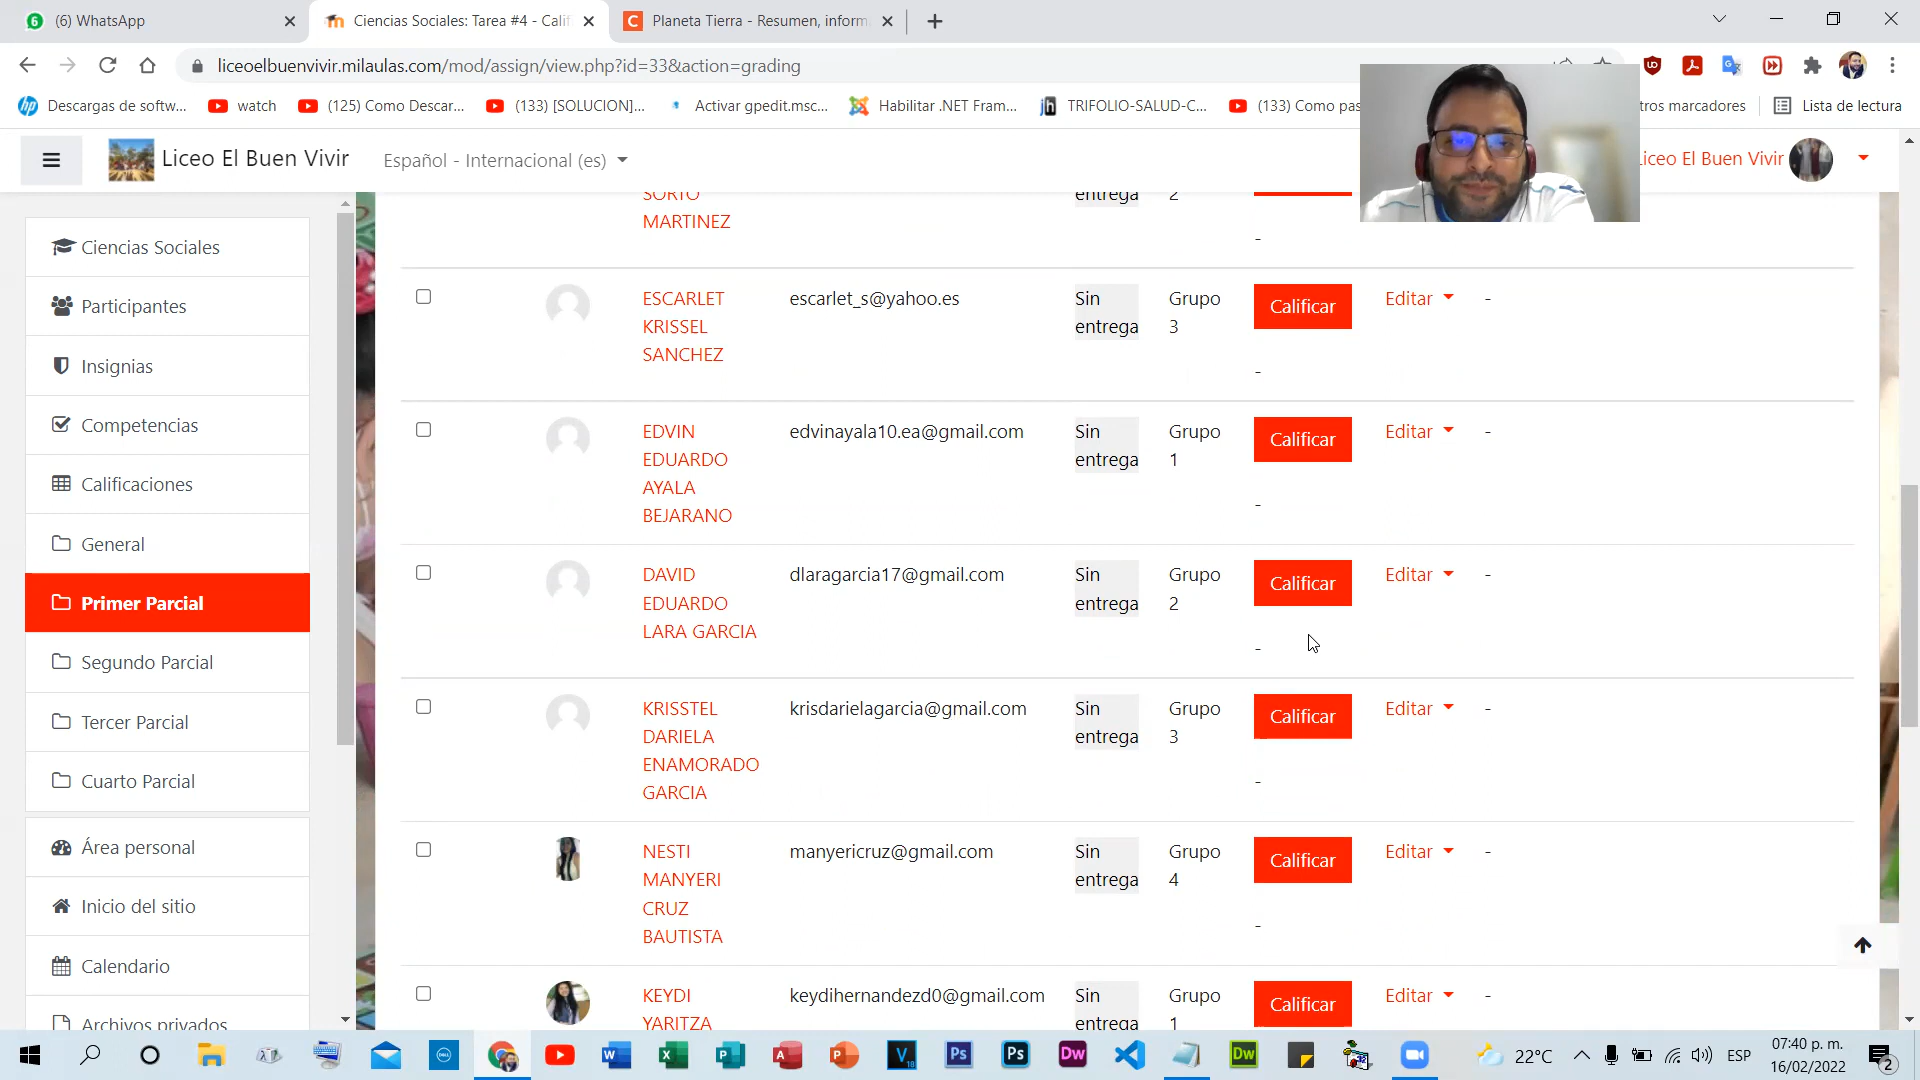 (6) WhatsApp
Ciencias Sociales: Tarea #4 - Calif
Planeta Tierra - Resumen, inform
liceoelbuenvivir.milaulas.com/mod/assign/view.php?id=33&action=grading
Descargas de softw...
watch
(125) Como Descar...
(133) [SOLUCION]...
Activar gpedit.msc...
Habilitar .NET Fram...
TRIFOLIO-SALUD-C...
(133) Como pas
tros marcadores
Lista de lectura
Liceo El Buen Vivir
Español - Internacional (es)
Liceo El Buen Vivir
Ciencias Sociales
Participantes
Insignias
Competencias
Calificaciones
General
Primer Parcial
Segundo Parcial
Tercer Parcial
Cuarto Parcial
Área personal
Inicio del sitio
Calendario
Archivos privados
SORTO
MARTINEZ
entrega
2
-
ESCARLET
KRISSEL
SANCHEZ
escarlet_s@yahoo.es
Sin
entrega
Grupo
3
Calificar
-
Editar
-
EDVIN
EDUARDO
AYALA
BEJARANO
edvinayala10.ea@gmail.com
Sin
entrega
Grupo
1
Calificar
-
Editar
-
DAVID
EDUARDO
LARA GARCIA
dlaragarcia17@gmail.com
Sin
entrega
Grupo
2
Calificar
-
Editar
-
KRISSTEL
DARIELA
ENAMORADO
GARCIA
krisdarielagarcia@gmail.com
Sin
entrega
Grupo
3
Calificar
-
Editar
-
NESTI
MANYERI
CRUZ
BAUTISTA
manyericruz@gmail.com
Sin
entrega
Grupo
4
Calificar
-
Editar
-
KEYDI
YARITZA
keydihernandezd0@gmail.com
Sin
entrega
Grupo
1
Calificar
Editar
-
22°C
ESP
07:40 p. m.
16/02/2022
2